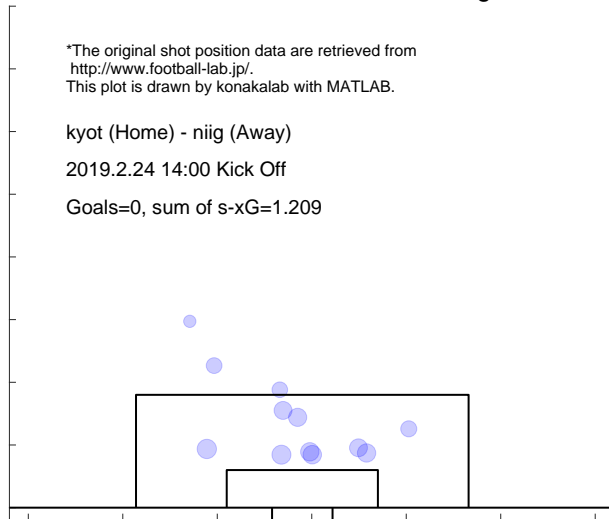 *The original shot position data are retrieved from
http://www.football-lab.jp/.
This plot is drawn by konakalab with MATLAB.
kyot (Home) - niig (Away)
2019.2.24 14:00 Kick Off
Goals=0, sum of s-xG=1.209